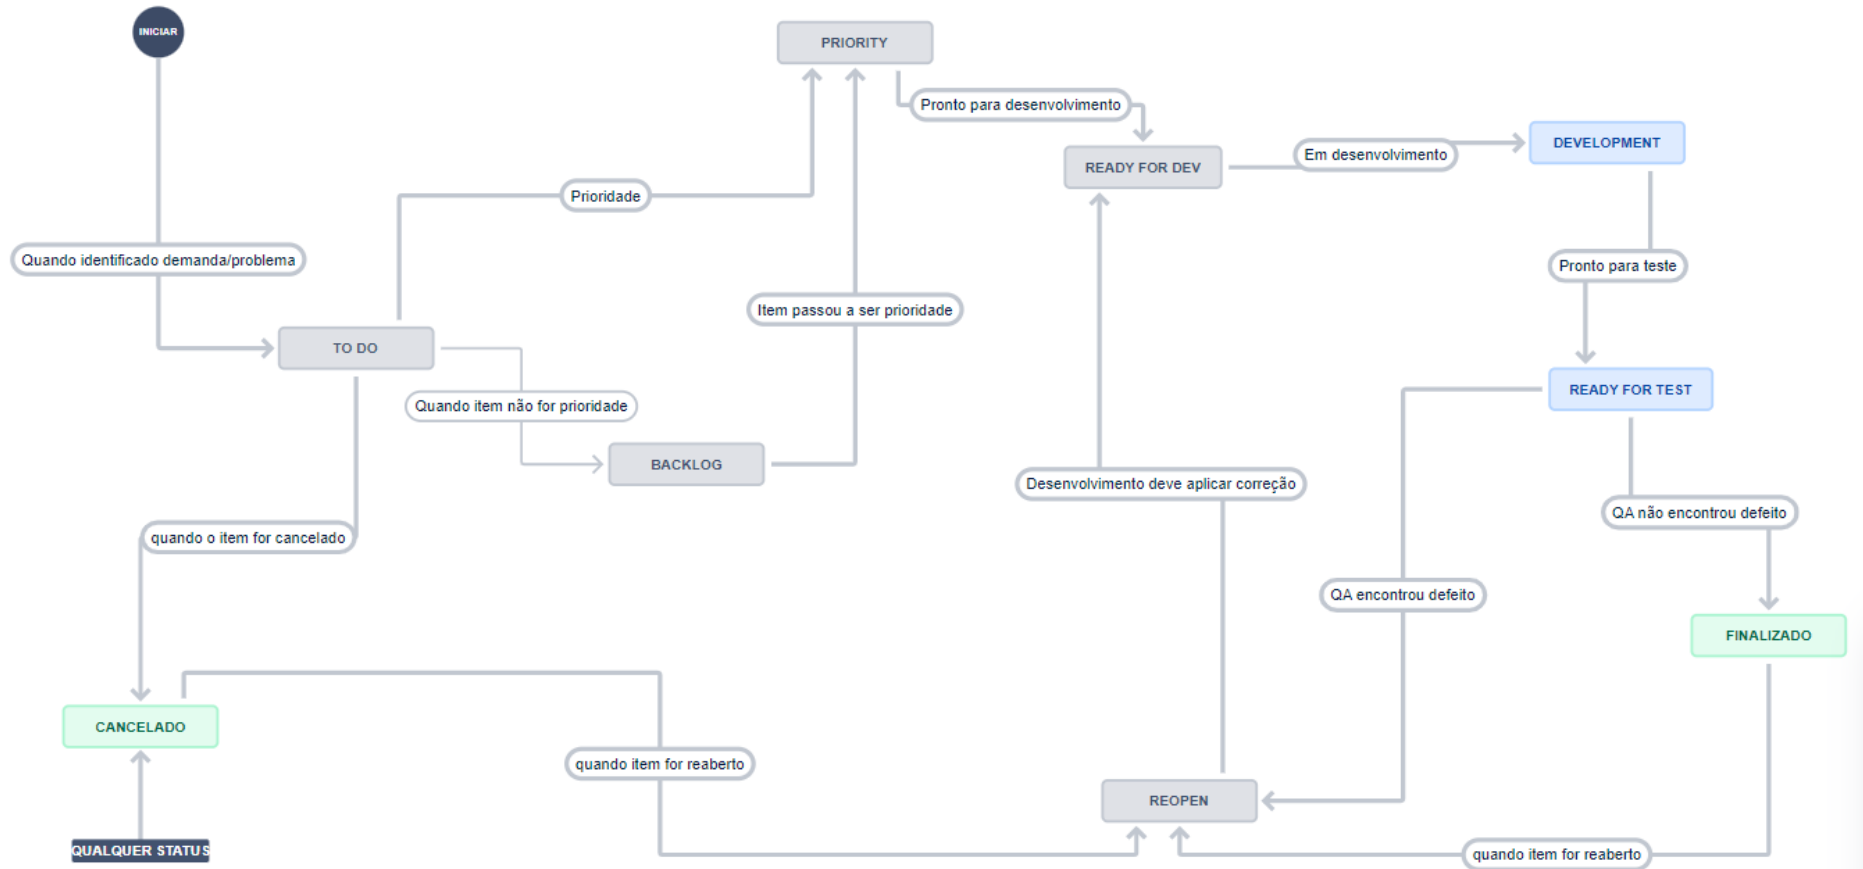 INICIAR
PRIORITY
Pronto para desenvolvimento
DEVELOPMENT
Em desenvolvimento
READY FOR DEV
Prioridade
Quando identificado demanda/problema
Pronto para teste
Item passou a ser prioridade
TO DO
READY FOR TEST
Quando item não for prioridade
BACKLOG
Desenvolvimento deve aplicar correção
QA não encontrou defeito
quando o item for cancelado
QA encontrou defeito
FINALIZADO
CANCELADO
quando item for reaberto
REOPEN
QUALQUER STATUS
quando item for reaberto